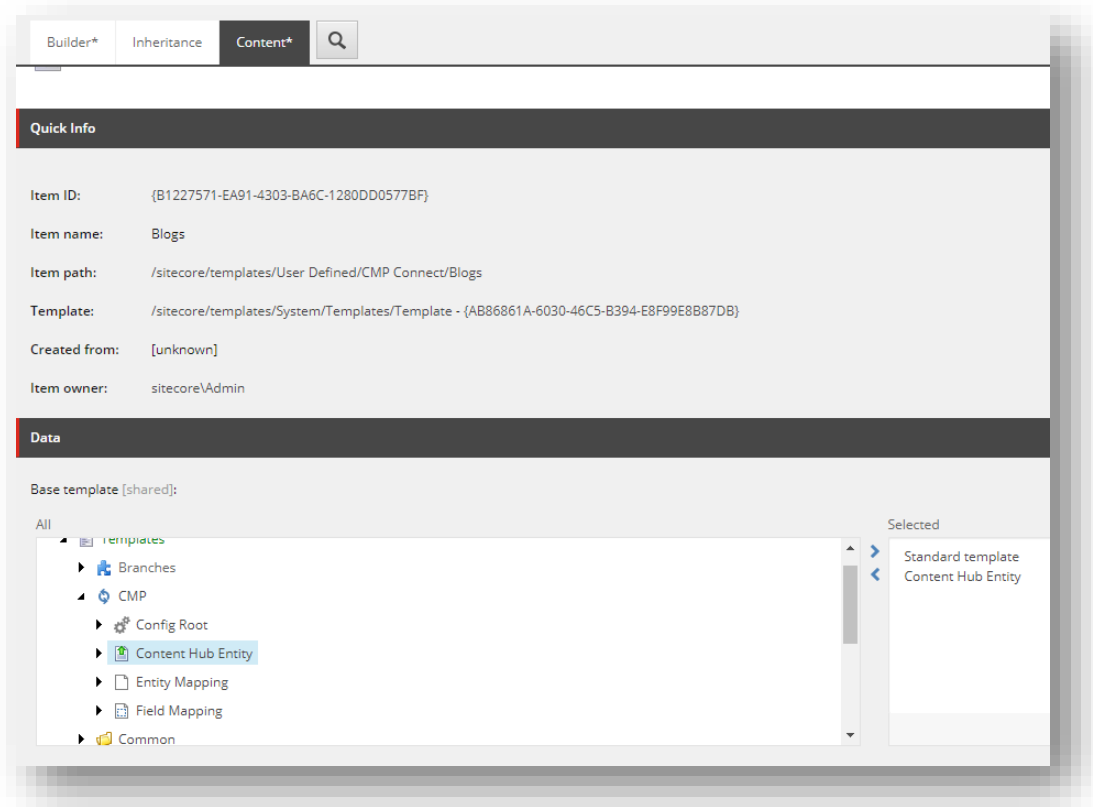 Builder* Inheritance Content*
Quick Info
Item ID: {B1227571-EA91-4303-BA6C-1280DD0577BF}
Item name: Blogs
Item path: /sitecore/templates/User Defined/CMP Connect/Blogs
Template: /sitecore/templates/System/Templates/Template - {AB86861A-6030-46C5-B394-E8F99E8B87DB}
Created from: [unknown]
Item owner: sitecore\Admin
Data
Base template [shared]:
All
Templates
Branches
CMP
Config Root
Content Hub Entity
Entity Mapping
Field Mapping
Common
Selected
Standard template
Content Hub Entity